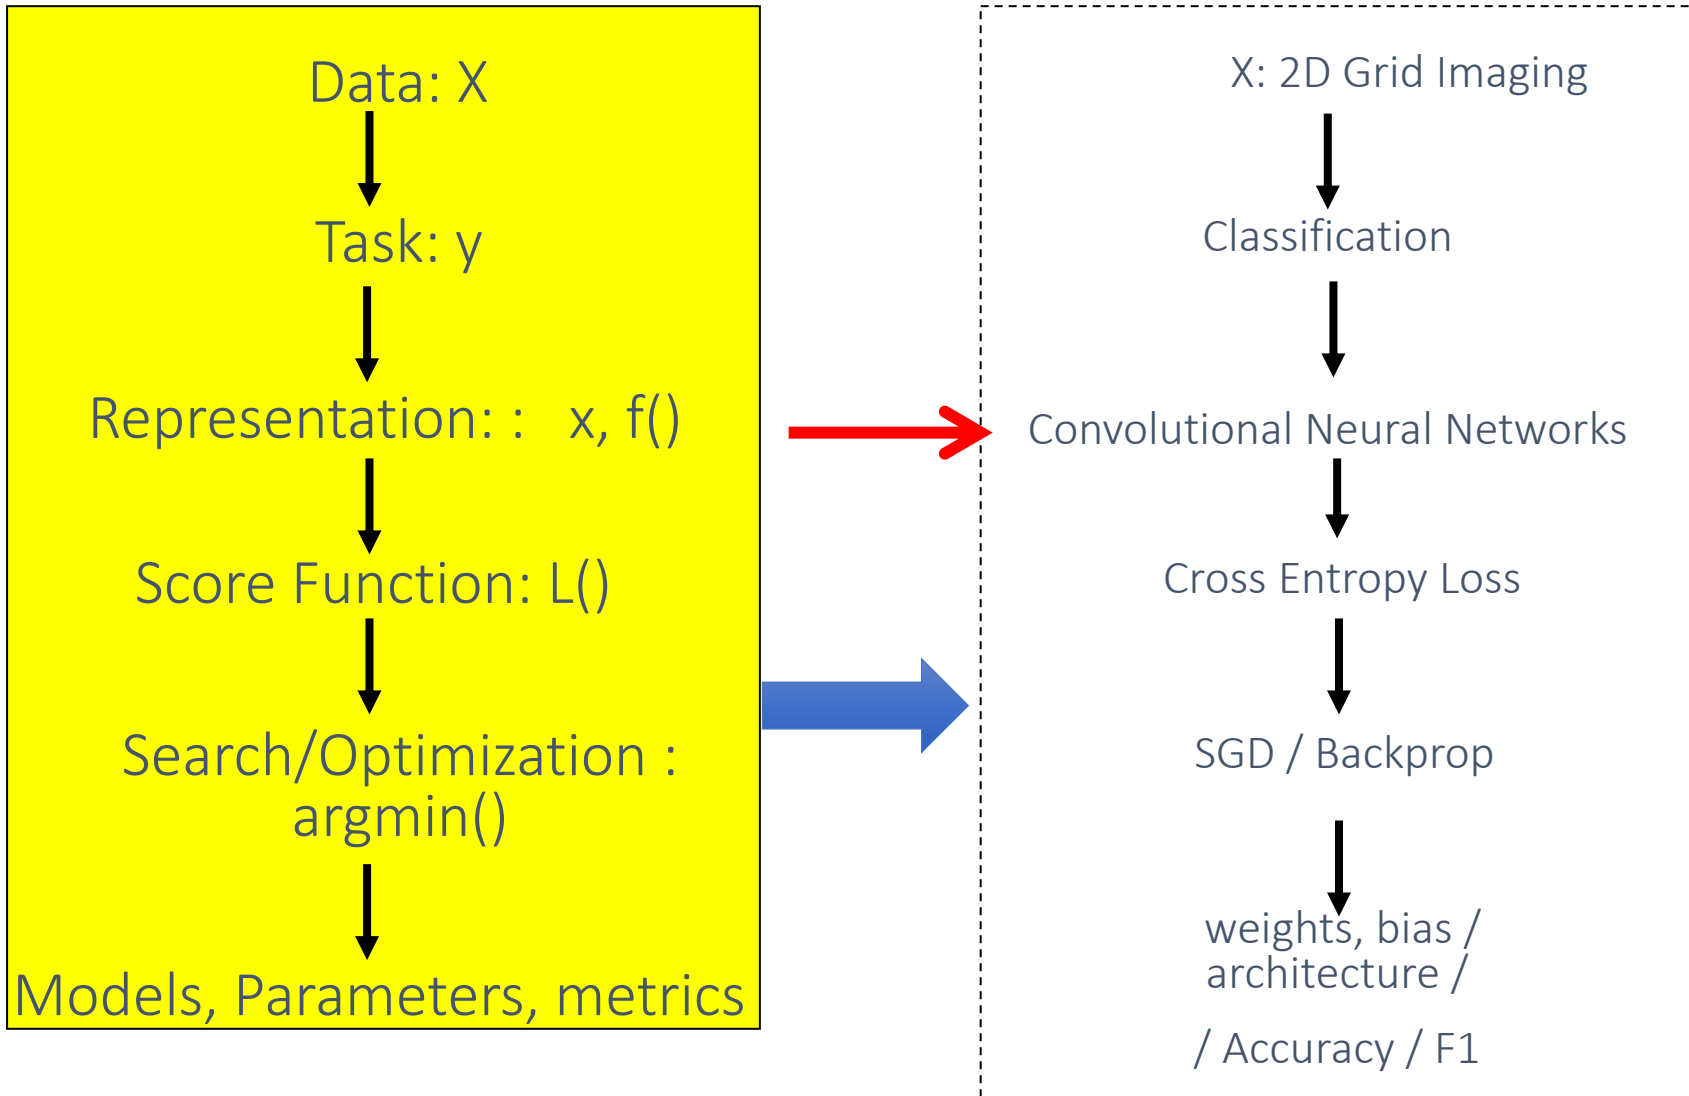 Data: X
Task: y
Representation: : x, f()
Score Function: L()
Search/Optimization :
argmin()
Models, Parameters, metrics
X: 2D Grid Imaging
Classification
Convolutional Neural Networks
Cross Entropy Loss
SGD / Backprop
weights, bias /
architecture /
/ Accuracy / F1